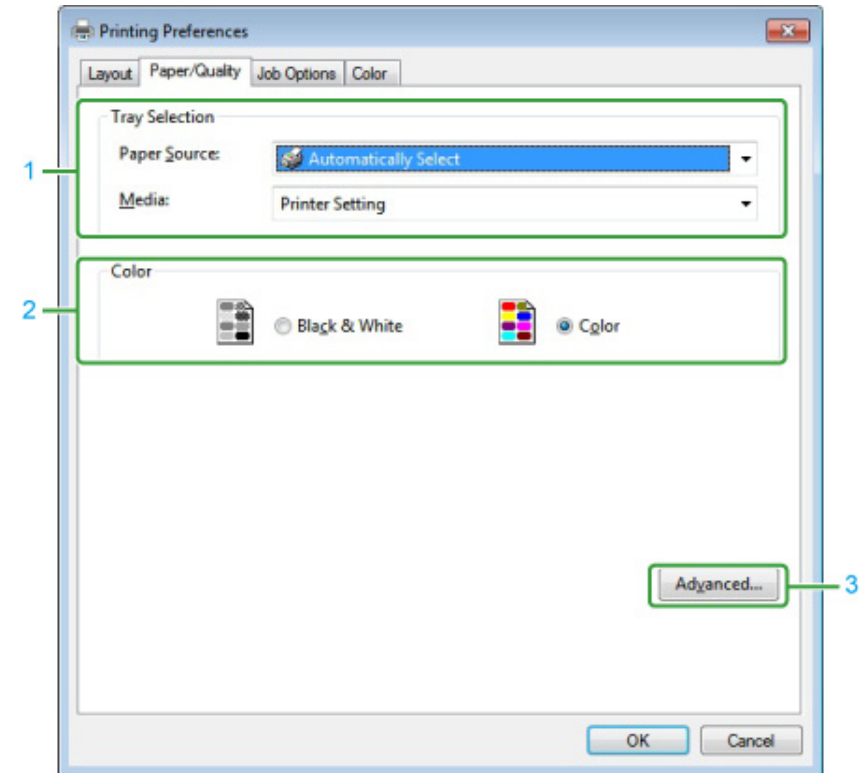 Printing Preferences
Layout Paper/Quality Job Options Color
Tray Selection
Paper Source: Automatically Select
1
Media: Printer Setting
Color
2
Black & White Color
Advanced... 3
OK Cancel